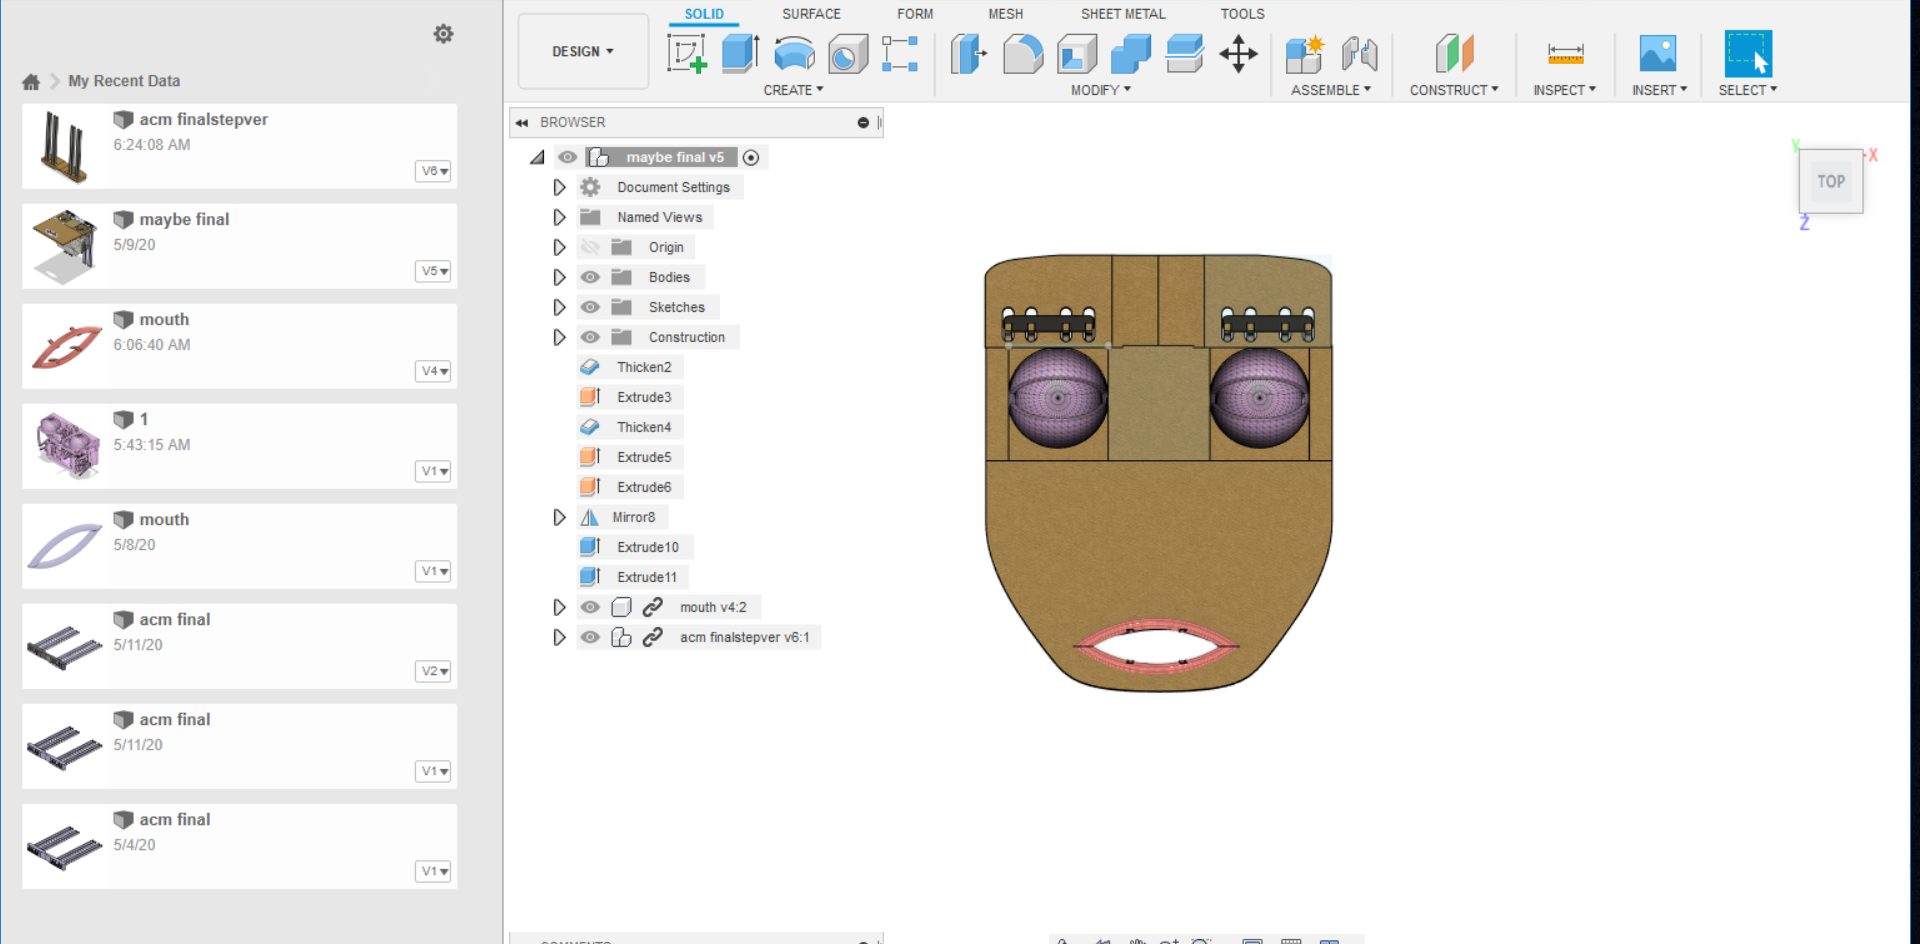 SOLID SURFACE FORM MESH SHEET METAL TOOLS
DESIGN
CREATE MODIFY ASSEMBLE CONSTRUCT INSPECT INSERT SELECT
My Recent Data
acm finalstepver
6:24:08 AM
V6
maybe final
5/9/20
V5
mouth
6:06:40 AM
V4
1
5:43:15 AM
V1
mouth
5/8/20
V1
acm final
5/11/20
V2
acm final
5/11/20
V1
acm final
5/4/20
V1
BROWSER
maybe final v5
Document Settings
Named Views
Origin
Bodies
Sketches
Construction
Thicken2
Extrude3
Thicken4
Extrude5
Extrude6
Mirror8
Extrude10
Extrude11
mouth v4:2
acm finalstepver v6:1
Y
X
TOP
Z
COMMENTS